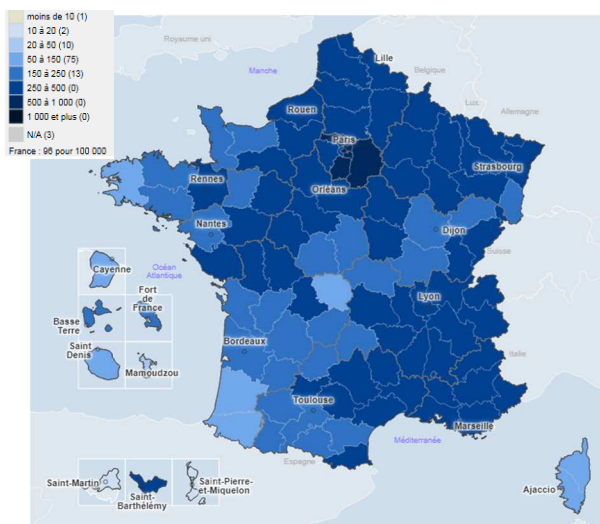 moins de 10 (1)
10 à 20 (2)
20 à 50 (10)
50 à 150 (75)
150 à 250 (13)
250 à 500 (0)
500 à 1 000 (0)
1 000 et plus (0)
N/A (3)
France : 96 pour 100 000
Royaume uni
Manche
Lille
Belgique
Lux.
Allemagne
Rouen
Paris
Strasbourg
Rennes
Orléans
Nantes
Dijon
Suisse
Océan
Atlantique
Cayenne
Fort
de
France
Basse
Terre
Lyon
Bordeaux
Italie
Saint
Denis
Mamoudzou
Toulouse
Marseille
Méditerranée
Espagne
Saint-Martin
Saint-
Barthélémy
Saint-Pierre
et-Miquelon
Ajaccio